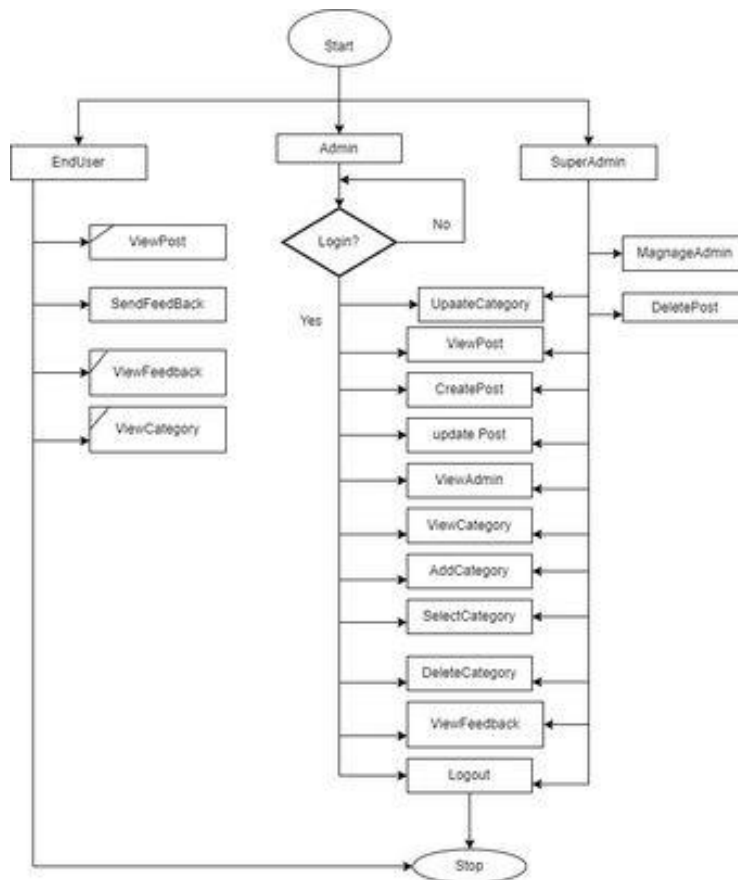 Start
EndUser
Admin
SuperAdmin
Login?
No
Yes
ViewPost
SendFeedBack
ViewFeedback
ViewCategory
MagnageAdmin
DeletePost
UpaateCategory
ViewPost
CreatePost
update Post
ViewAdmin
ViewCategory
AddCategory
SelectCategory
DeleteCategory
ViewFeedback
Logout
Stop